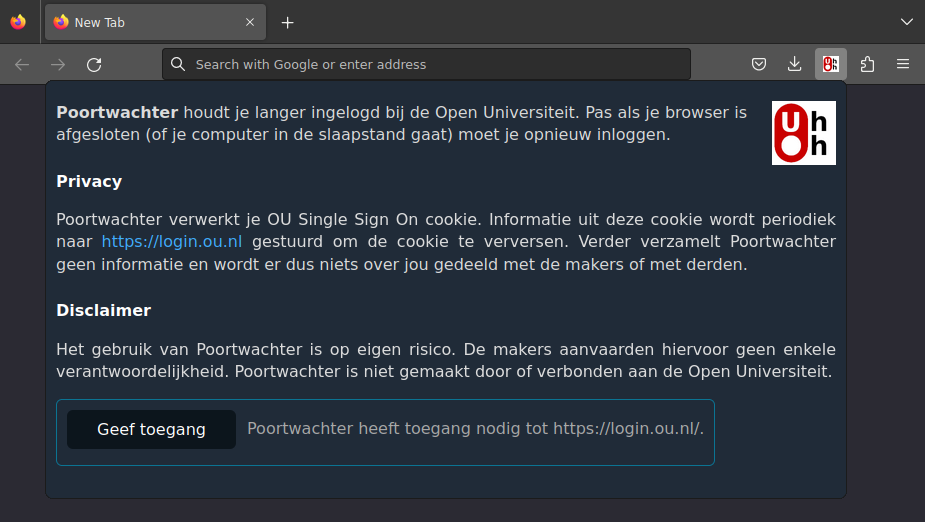 New Tab
Search with Google or enter address
Poortwachter houdt je langer ingelogd bij de Open Universiteit. Pas als je browser is
afgesloten (of je computer in de slaapstand gaat) moet je opnieuw inloggen.
U h
O h
Privacy
Poortwachter verwerkt je OU Single Sign On cookie. Informatie uit deze cookie wordt periodiek
naar https://login.ou.nl gestuurd om de cookie te verversen. Verder verzamelt Poortwachter
geen informatie en wordt er dus niets over jou gedeeld met de makers of met derden.
Disclaimer
Het gebruik van Poortwachter is op eigen risico. De makers aanvaarden hiervoor geen enkele
verantwoordelijkheid. Poortwachter is niet gemaakt door of verbonden aan de Open Universiteit.
Geef toegang Poortwachter heeft toegang nodig tot https://login.ou.nl/.